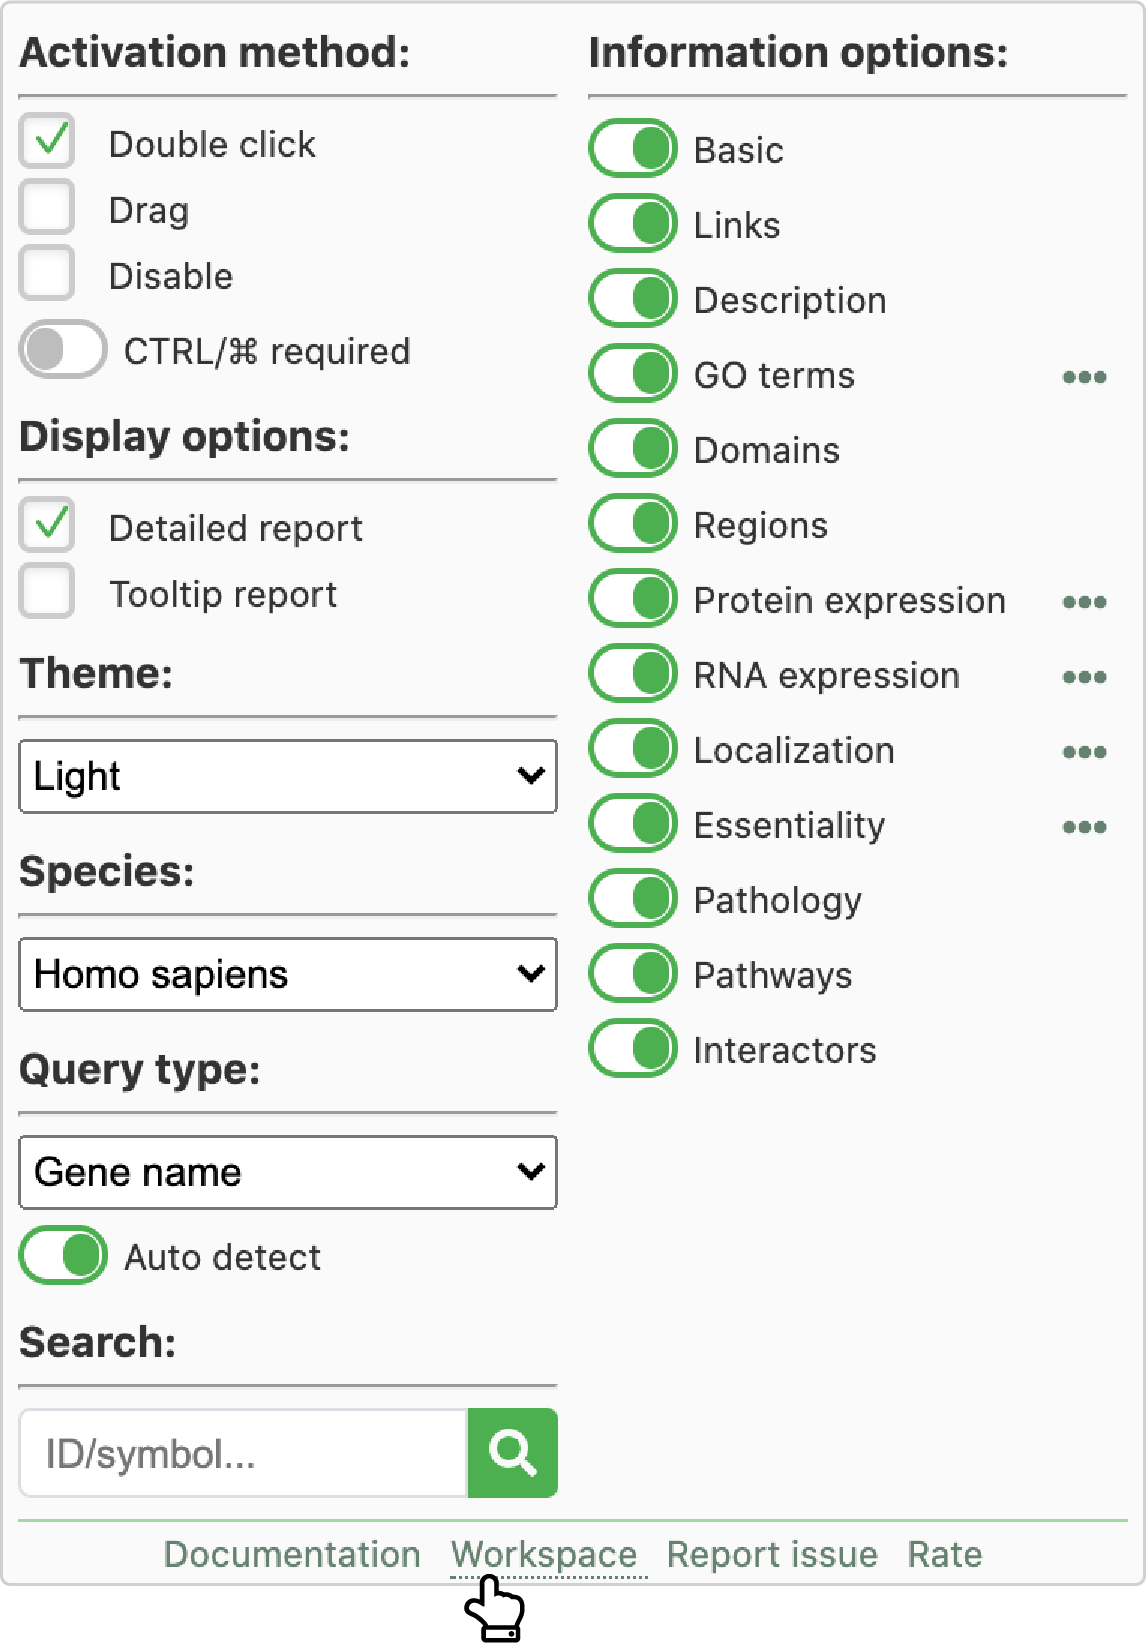 Activation method:
Double click
Drag
Disable
CTRL/⌘ required
Display options:
Detailed report
Tooltip report
Theme:
Light
Species:
Homo sapiens
Query type:
Gene name
Auto detect
Search:
ID/symbol...
Information options:
Basic
Links
Description
GO terms
Domains
Regions
Protein expression
RNA expression
Localization
Essentiality
Pathology
Pathways
Interactors
Documentation Workspace Report issue Rate